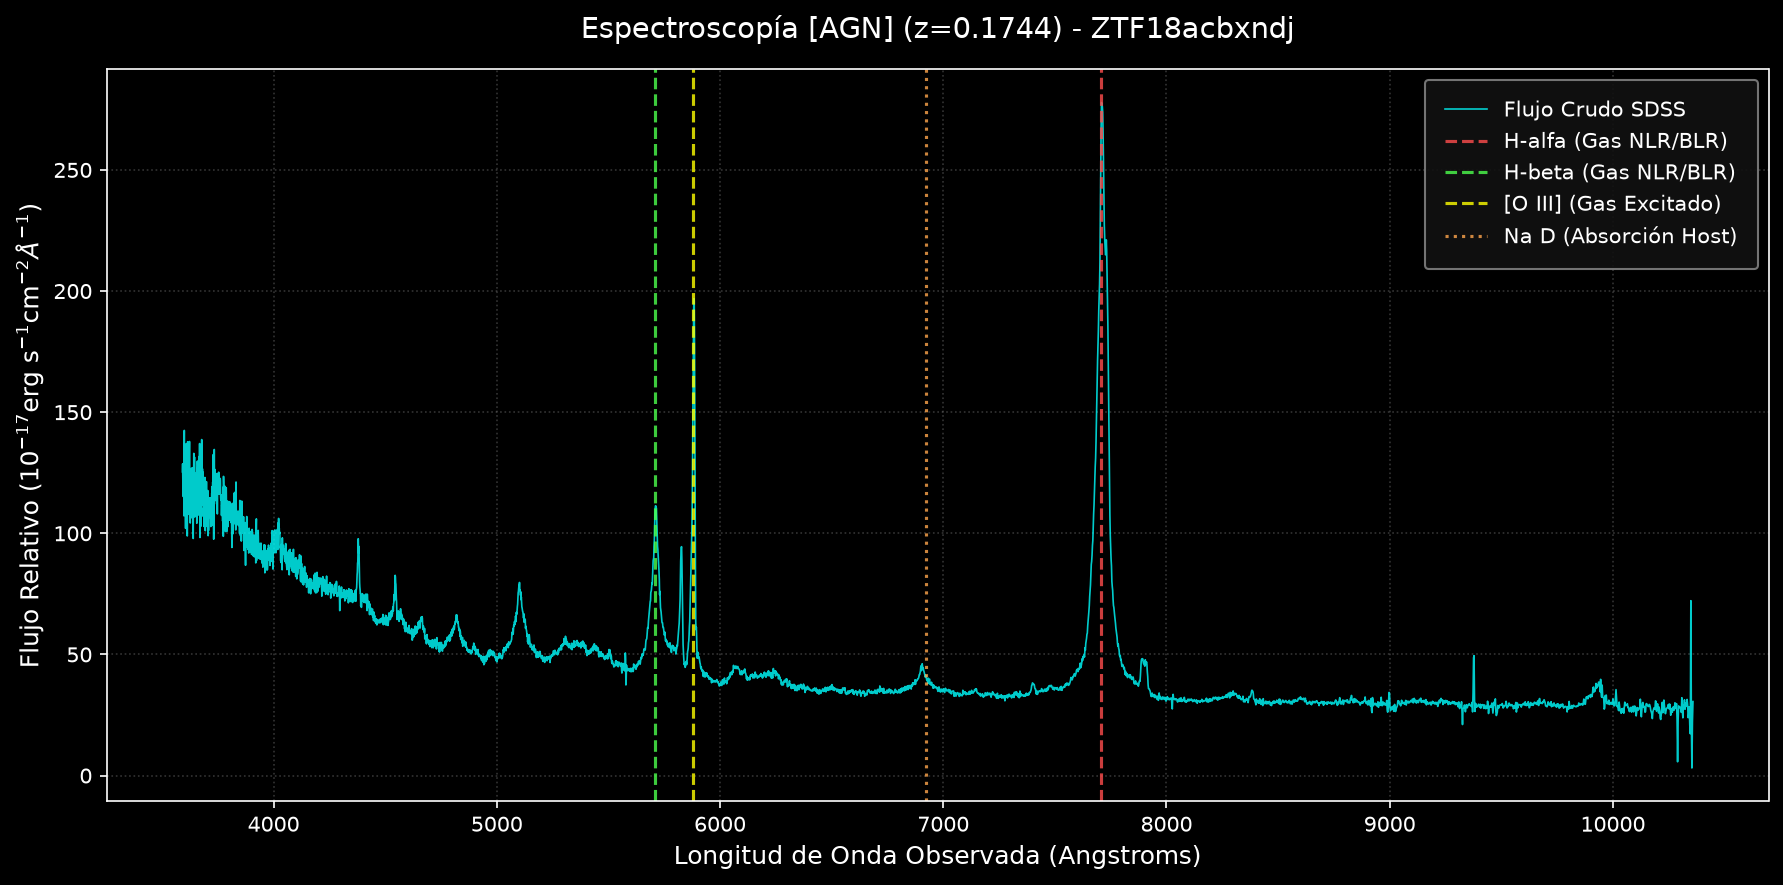 Espectroscopía [AGN] (z=0.1744) - ZTF18acbxndj
Flujo Crudo SDSS
H-alfa (Gas NLR/BLR)
H-beta (Gas NLR/BLR)
[O III] (Gas Excitado)
Na D (Absorción Host)
Flujo Relativo (10⁻¹⁷erg s⁻¹cm⁻²Å⁻¹)
250
200
150
100
50
0
4000 5000 6000 7000 8000 9000 10000
Longitud de Onda Observada (Angstroms)